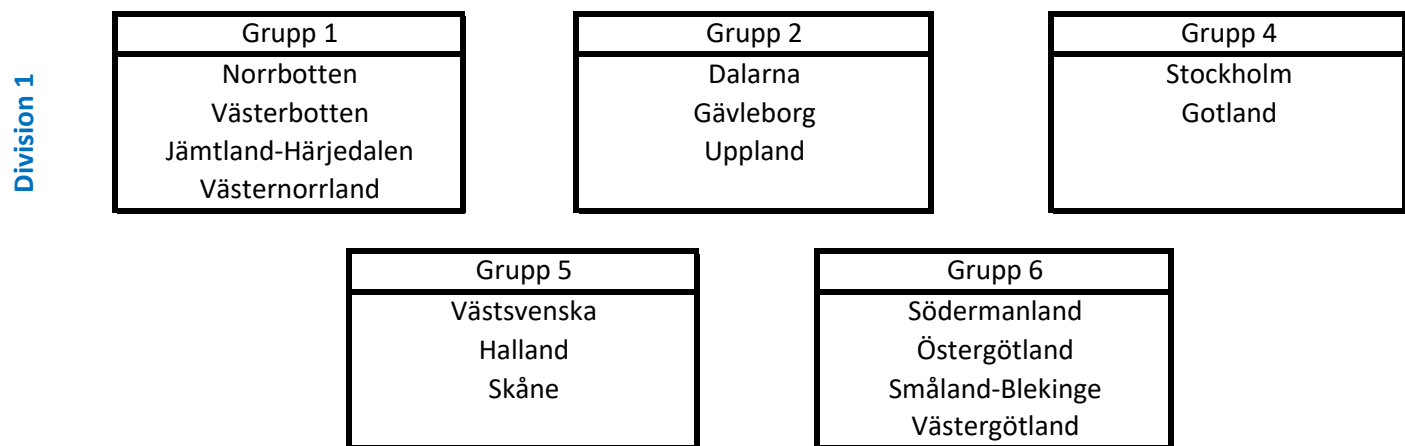 Division 1
Grupp 1
Norrbotten
Västerbotten
Jämtland-Härjedalen
Västernorrland
Grupp 2
Dalarna
Gävleborg
Uppland
Grupp 4
Stockholm
Gotland
Grupp 5
Västsvenska
Halland
Skåne
Grupp 6
Södermanland
Östergötland
Småland-Blekinge
Västergötland